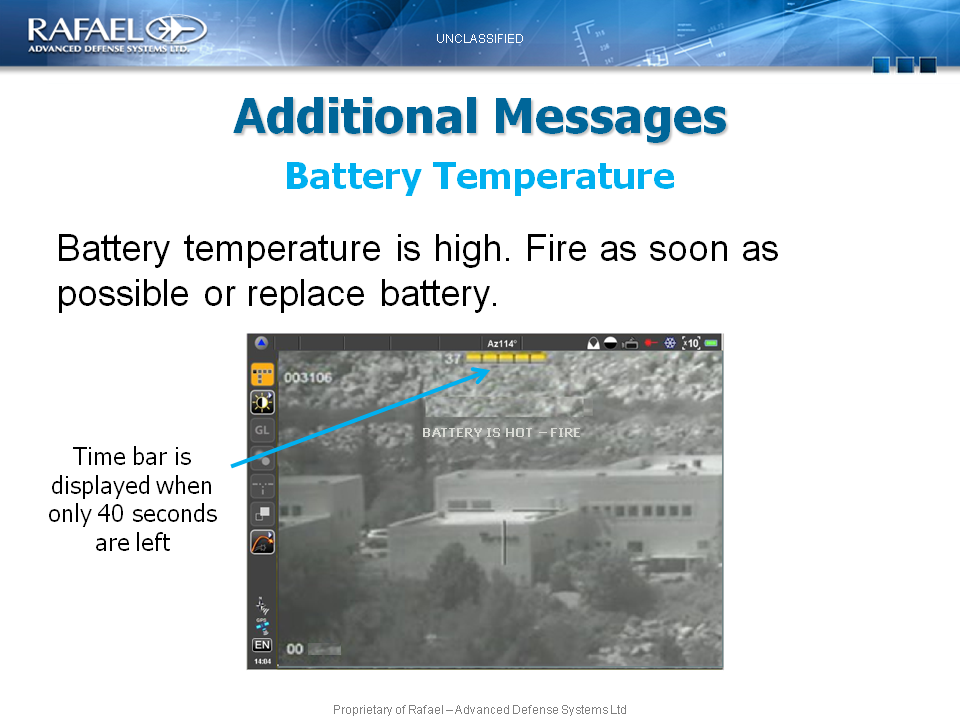 RAFAEL
ADVANCED DEFENSE SYSTEMS LTD.
UNCLASSIFIED
Additional Messages
Battery Temperature
Battery temperature is high. Fire as soon as
possible or replace battery.
Az114°
x10
37
003106
GL
BATTERY IS HOT – FIRE
Time bar is
displayed when
only 40 seconds
are left
GPS
EN
14:04
00
Proprietary of Rafael – Advanced Defense Systems Ltd